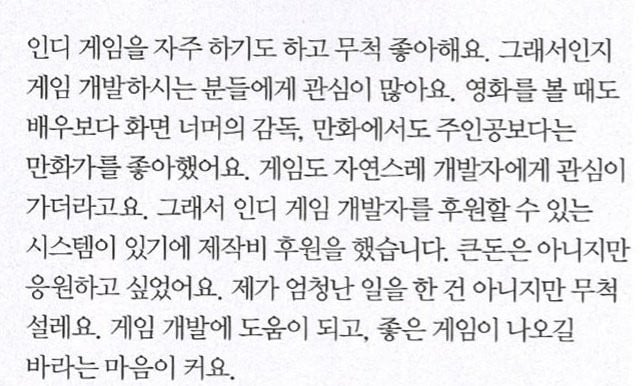 인디 게임을 자주 하기도 하고 무척 좋아해요. 그래서인지
게임 개발하시는 분들에게 관심이 많아요. 영화를 볼 때도
배우보다 화면 너머의 감독, 만화에서도 주인공보다는
만화가를 좋아했어요. 게임도 자연스레 개발자에게 관심이
가더라고요. 그래서 인디 게임 개발자를 후원할 수 있는
시스템이 있기에 제작비 후원을 했습니다. 큰돈은 아니지만
응원하고 싶었어요. 제가 엄청난 일을 한 건 아니지만 무척
설레요. 게임 개발에 도움이 되고, 좋은 게임이 나오길
바라는 마음이 커요.